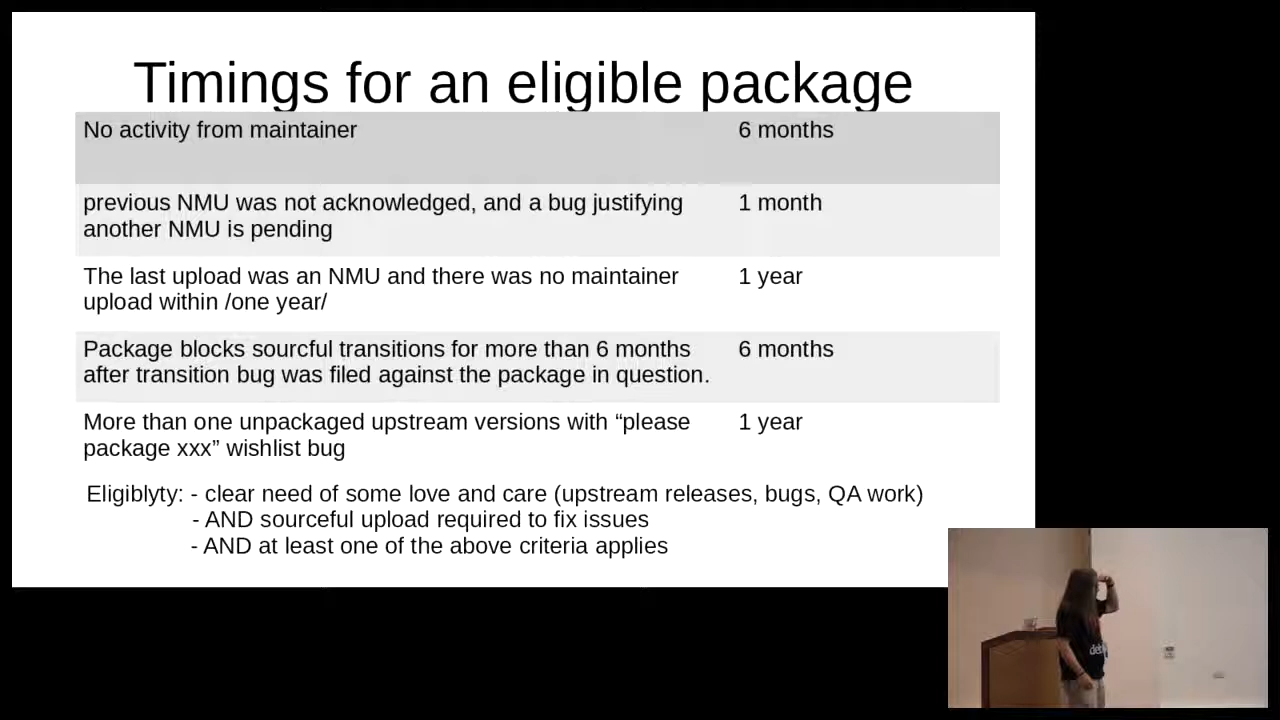 Timings for an eligible package
No activity from maintainer 6 months
previous NMU was not acknowledged, and a bug justifying 1 month
another NMU is pending
The last upload was an NMU and there was no maintainer 1 year
upload within /one year/
Package blocks sourcful transitions for more than 6 months 6 months
after transition bug was filed against the package in question.
More than one unpackaged upstream versions with “please 1 year
package xxx” wishlist bug
Eligiblyty: - clear need of some love and care (upstream releases, bugs, QA work)
- AND sourceful upload required to fix issues
- AND at least one of the above criteria applies